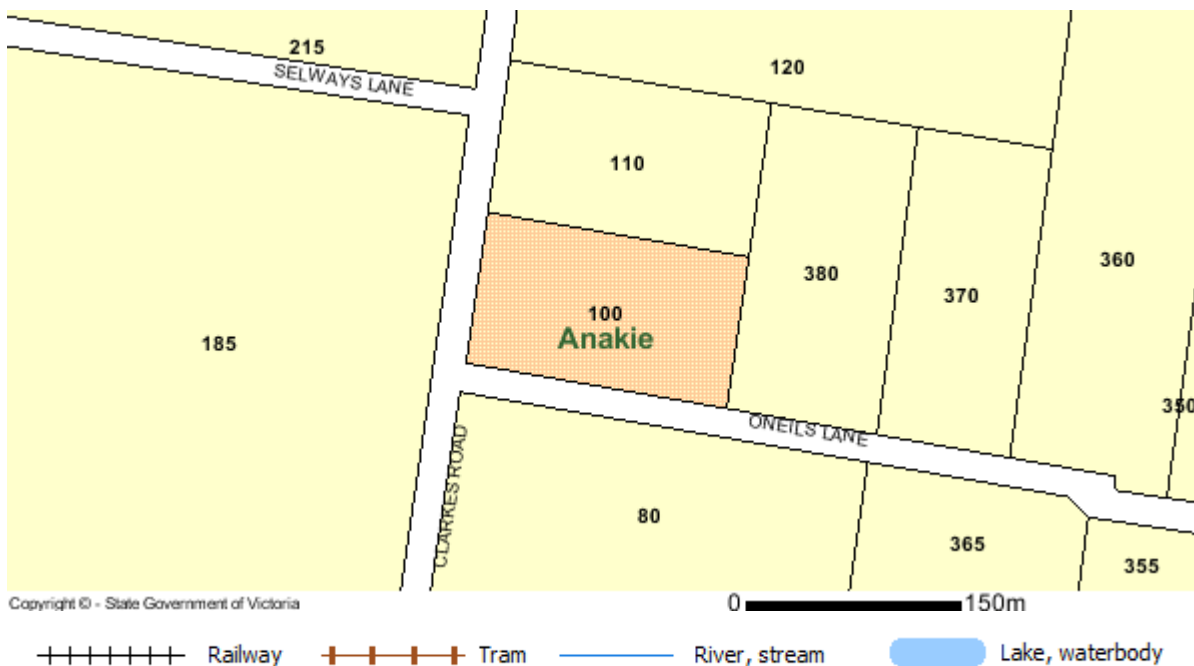 215
SELWAYS LANE
120
110
380
370
360
185
100
Anakie
350
ONEILS LANE
CLARKES ROAD
80
365
355
Copyright © - State Government of Victoria
0 150m
Railway Tram River, stream Lake, waterbody